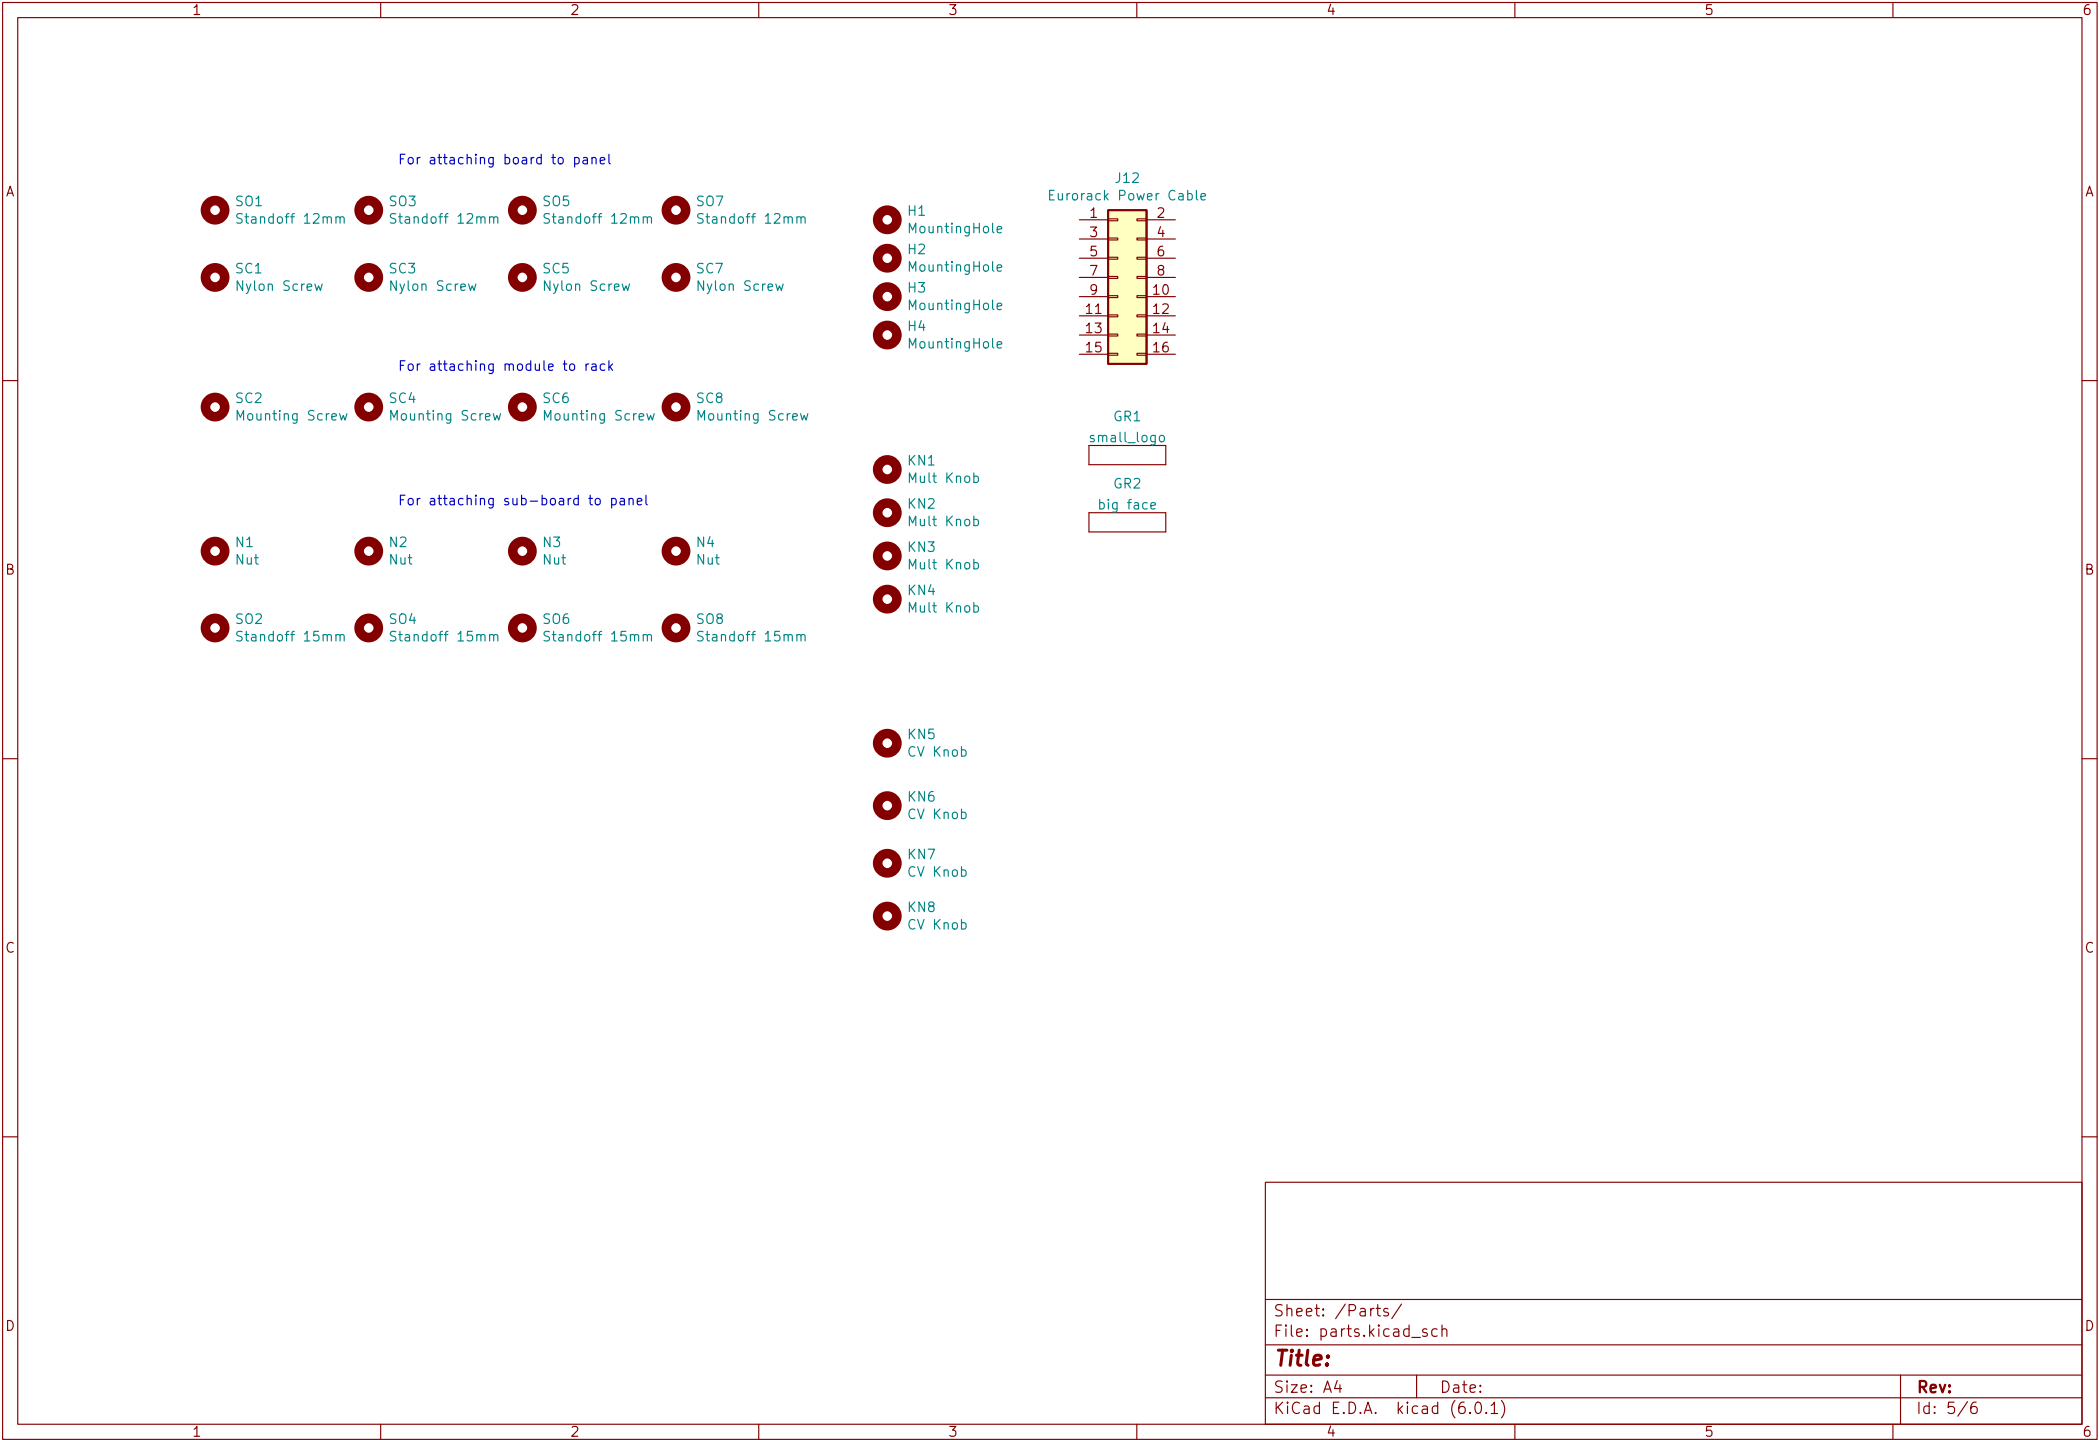 1 2 3 4 5 6
For attaching board to panel
J12
Eurorack Power Cable
A A
SO1 SO3 SO5 SO7
Standoff 12mm Standoff 12mm Standoff 12mm Standoff 12mm
H1
MountingHole
1 2
3 4
H2
MountingHole
5 6
SC1 SC3 SC5 SC7
Nylon Screw Nylon Screw Nylon Screw Nylon Screw
7 8
H3
MountingHole
9 10
11 12
H4
MountingHole
13 14
15 16
For attaching module to rack
SC2 SC4 SC6 SC8
Mounting Screw Mounting Screw Mounting Screw Mounting Screw
GR1
small_logo
KN1
Mult Knob
GR2
big face
For attaching sub-board to panel
KN2
Mult Knob
N1 N2 N3 N4
Nut Nut Nut Nut
KN3
Mult Knob
B B
KN4
Mult Knob
SO2 SO4 SO6 SO8
Standoff 15mm Standoff 15mm Standoff 15mm Standoff 15mm
KN5
CV Knob
KN6
CV Knob
KN7
CV Knob
KN8
CV Knob
C C
Sheet: /Parts/
File: parts.kicad_sch
D D
Title:
Size: A4 Date: Rev:
KiCad E.D.A. kicad (6.0.1) Id: 5/6
1 2 3 4 5 6